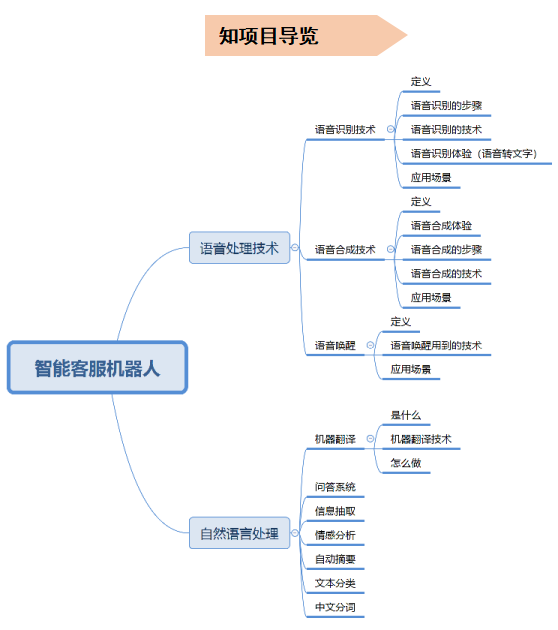 知项目导览
智能客服机器人
语音处理技术
语音识别技术
定义
语音识别的步骤
语音识别的技术
语音识别体验（语音转文字）
应用场景
语音合成技术
定义
语音合成体验
语音合成的步骤
语音合成的技术
应用场景
语音唤醒
定义
语音唤醒用到的技术
应用场景
自然语言处理
机器翻译
是什么
机器翻译技术
怎么做
问答系统
信息抽取
情感分析
自动摘要
文本分类
中文分词